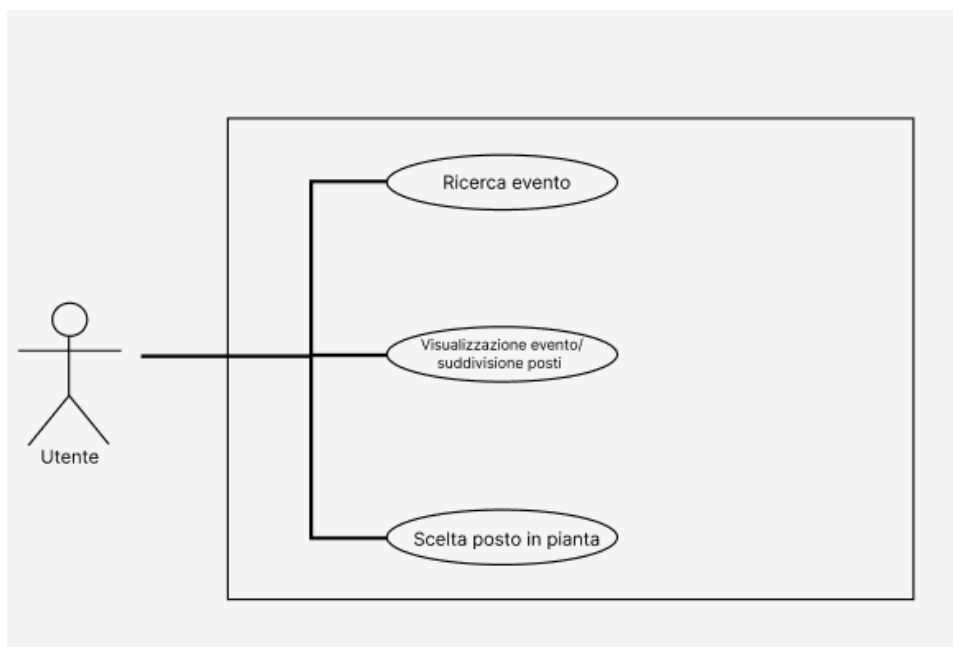 Ricerca evento
Visualizzazione evento/
suddivisione posti
Utente
Scelta posto in pianta